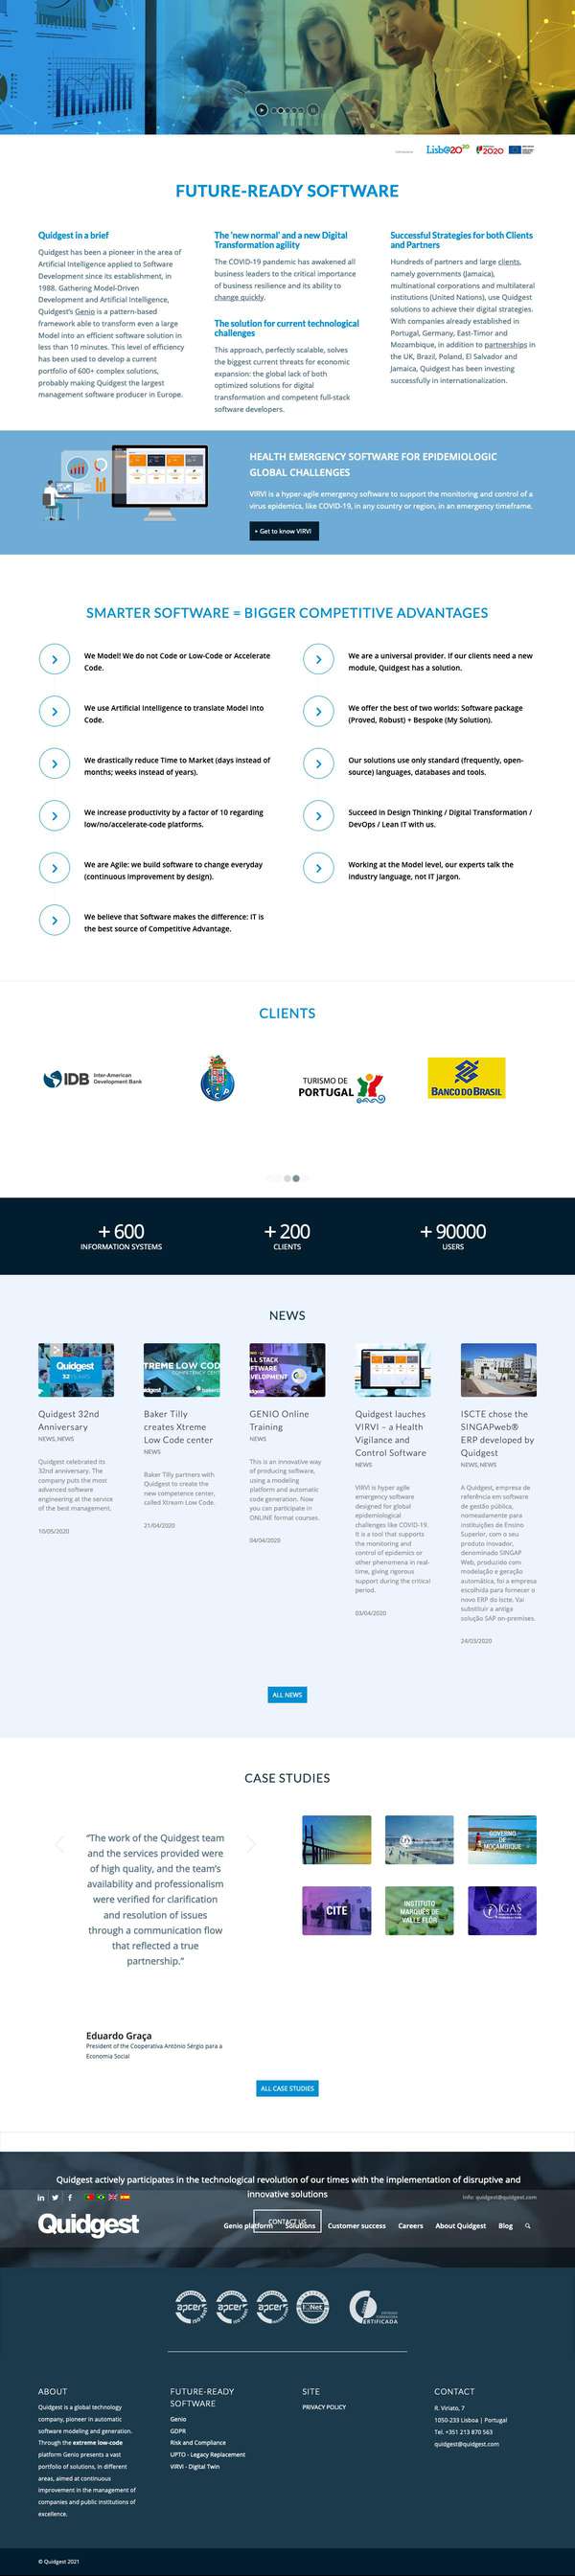 Lisb@20²⁰
2020
FUTURE-READY SOFTWARE
Quidgest in a brief
Quidgest has been a pioneer in the area of
Artificial Intelligence applied to Software
Development since its establishment, in
1988. Gathering Model-Driven
Development and Artificial Intelligence,
Quidgest's Genio is a pattern-based
framework able to transform even a large
Model into an efficient software solution in
less than 10 minutes. This level of efficiency
has been used to develop a current
portfolio of 600+ complex solutions,
probably making Quidgest the largest
management software producer in Europe.
The 'new normal' and a new Digital
Transformation agility
The COVID-19 pandemic has awakened all
business leaders to the critical importance
of business resilience and its ability to
change quickly.
The solution for current technological
challenges
This approach, perfectly scalable, solves
the biggest current threats for economic
expansion: the global lack of both
optimized solutions for digital
transformation and competent full-stack
software developers.
Successful Strategies for both Clients
and Partners
Hundreds of partners and large clients,
namely governments (Jamaica),
multinational corporations and multilateral
institutions (United Nations), use Quidgest
solutions to achieve their digital strategies.
With companies already established in
Portugal, Germany, East-Timor and
Mozambique, in addition to partnerships in
the UK, Brazil, Poland, El Salvador and
Jamaica, Quidgest has been investing
successfully in internationalization.
HEALTH EMERGENCY SOFTWARE FOR EPIDEMIOLOGIC
GLOBAL CHALLENGES
VIRVI is a hyper-agile emergency software to support the monitoring and control of a
virus epidemics, like COVID-19, in any country or region, in an emergency timeframe.
+ Get to know VIRVI
SMARTER SOFTWARE = BIGGER COMPETITIVE ADVANTAGES
We Model! We do not Code or Low-Code or Accelerate
Code.
We are a universal provider. If our clients need a new
module, Quidgest has a solution.
We use Artificial Intelligence to translate Model into
Code.
We offer the best of two worlds: Software package
(Proved, Robust) + Bespoke (My Solution).
We drastically reduce Time to Market (days instead of
months; weeks instead of years).
Our solutions use only standard (frequently, open-
source) languages, databases and tools.
We increase productivity by a factor of 10 regarding
low/no/accelerate-code platforms.
Succeed in Design Thinking / Digital Transformation /
DevOps / Lean IT with us.
We are Agile: we build software to change everyday
(continuous improvement by design).
Working at the Model level, our experts talk the
industry language, not IT jargon.
We believe that Software makes the difference: IT is
the best source of Competitive Advantage.
CLIENTS
IDB Inter-American
Development Bank
FCP
TURISMO DE
PORTUGAL
BANCO DO BRASIL
+ 600
INFORMATION SYSTEMS
+ 200
CLIENTS
+ 90000
USERS
NEWS
Quidgest
32 YEARS
TREME LOW COD
COMPETENCY CENT
LL STACK
FTWARE
VELOPMENT
Quidgest 32nd
Anniversary
NEWS, NEWS
Quidgest celebrated its
32nd anniversary. The
company puts the most
advanced software
engineering at the service
of the best management.
10/05/2020
Baker Tilly
creates Xtreme
Low Code center
NEWS
Baker Tilly partners with
Quidgest to create the
new competence center,
called Xtream Low Code.
21/04/2020
GENIO Online
Training
NEWS
This is an innovative way
of producing software,
using a modeling
platform and automatic
code generation. Now
you can participate in
ONLINE format courses.
04/04/2020
Quidgest lauches
VIRVI – a Health
Vigilance and
Control Software
NEWS
VIRVI is hyper agile
emergency software
designed for global
epidemiological
challenges like COVID-19.
It is a tool that supports
the monitoring and
control of epidemics or
other phenomena in real-
time, giving rigorous
support during the critical
period.
03/04/2020
ISCTE chose the
SINGAPweb®
ERP developed by
Quidgest
NEWS, NEWS
A Quidgest, empresa de
referência em software
de gestão pública,
nomeadamente para
instituições de Ensino
Superior, com o seu
produto inovador,
denominado SINGAP
Web, produzido com
modelação e geração
automática, foi a empresa
escolhida para fornecer o
novo ERP do Iscte. Vai
substituir a antiga
solução SAP on-premises.
24/03/2020
ALL NEWS
CASE STUDIES
"The work of the Quidgest team
and the services provided were
of high quality, and the team's
availability and professionalism
were verified for clarification
and resolution of issues
through a communication flow
that reflected a true
partnership."
Eduardo Graça
President of the Cooperativa António Sérgio para a
Economia Social
GOVERNO
DE
MOÇAMBIQUE
CITE
INSTITUTO
MARQUÊS DE
VALLE FLÔR
IGAS
ALL CASE STUDIES
Quidgest actively participates in the technological revolution of our times with the implementation of disruptive and
innovative solutions
Info: quidgest@quidgest.com
Quidgest
CONTACT US
Genio platform Solutions Customer success Careers About Quidgest Blog
apcer apcer apcer IQNet
CERTIFICADA
ABOUT
Quidgest is a global technology
company, pioneer in automatic
software modeling and generation.
Through the extreme low-code
platform Genio presents a vast
portfolio of solutions, in different
areas, aimed at continuous
improvement in the management of
companies and public institutions of
excellence.
FUTURE-READY
SOFTWARE
Genio
GDPR
Risk and Compliance
UPTO - Legacy Replacement
VIRVI - Digital Twin
SITE
PRIVACY POLICY
CONTACT
R. Viriato, 7
1050-233 Lisboa | Portugal
Tel. +351 213 870 563
quidgest@quidgest.com
© Quidgest 2021